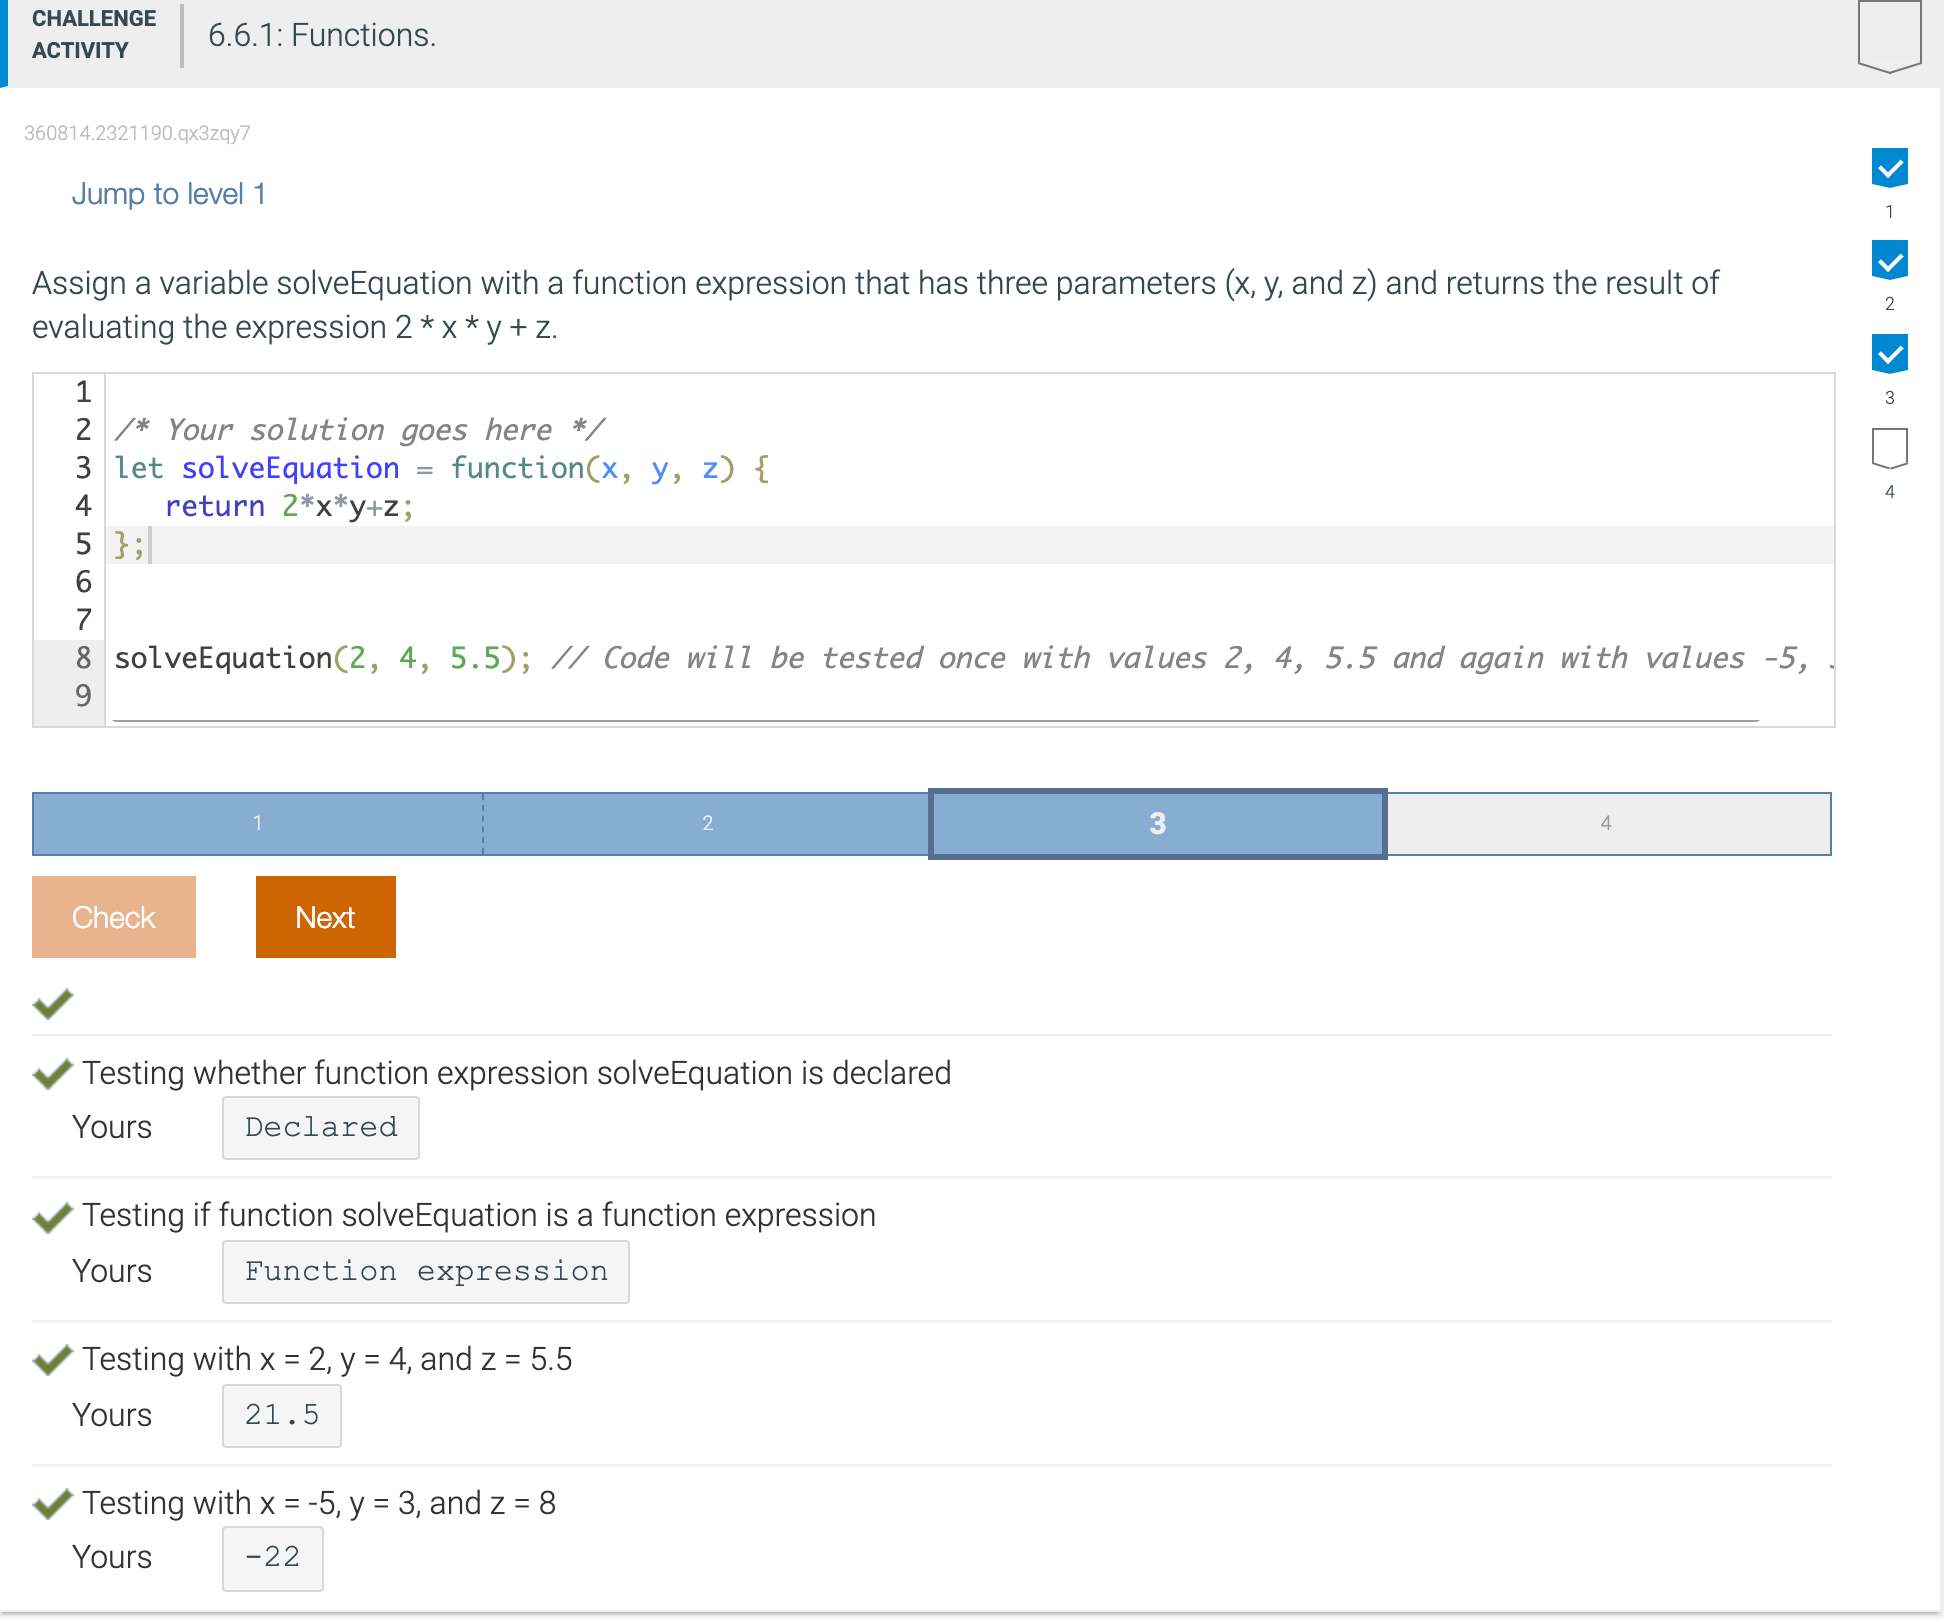 CHALLENGE
ACTIVITY
6.6.1: Functions.
360814.2321190.qx3zqy7
Jump to level 1
1
2
3
4
Assign a variable solveEquation with a function expression that has three parameters (x, y, and z) and returns the result of
evaluating the expression 2 * x * y + z.
1
2 /* Your solution goes here */
3 let solveEquation = function(x, y, z) {
4    return 2*x*y+z;
5 };
6
7
8 solveEquation(2, 4, 5.5); // Code will be tested once with values 2, 4, 5.5 and again with values -5,
9
1 2 3 4
Check Next
Testing whether function expression solveEquation is declared
Yours Declared
Testing if function solveEquation is a function expression
Yours Function expression
Testing with x = 2, y = 4, and z = 5.5
Yours 21.5
Testing with x = -5, y = 3, and z = 8
Yours -22